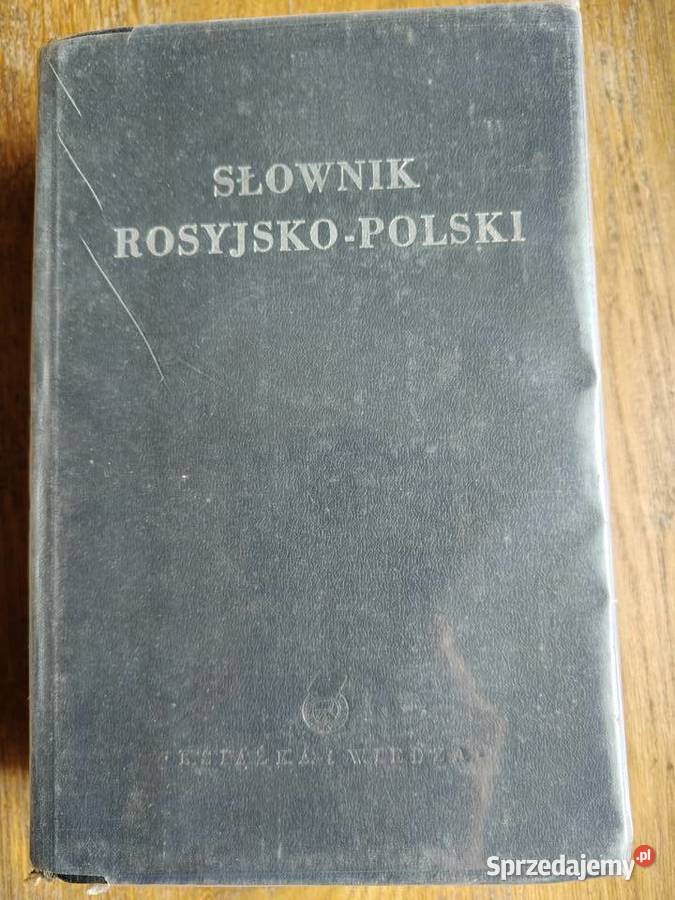 SŁOWNIK
ROSYJSKO-POLSKI
KSIĄŻKA I WIEDZA
Sprzedajemy.pl